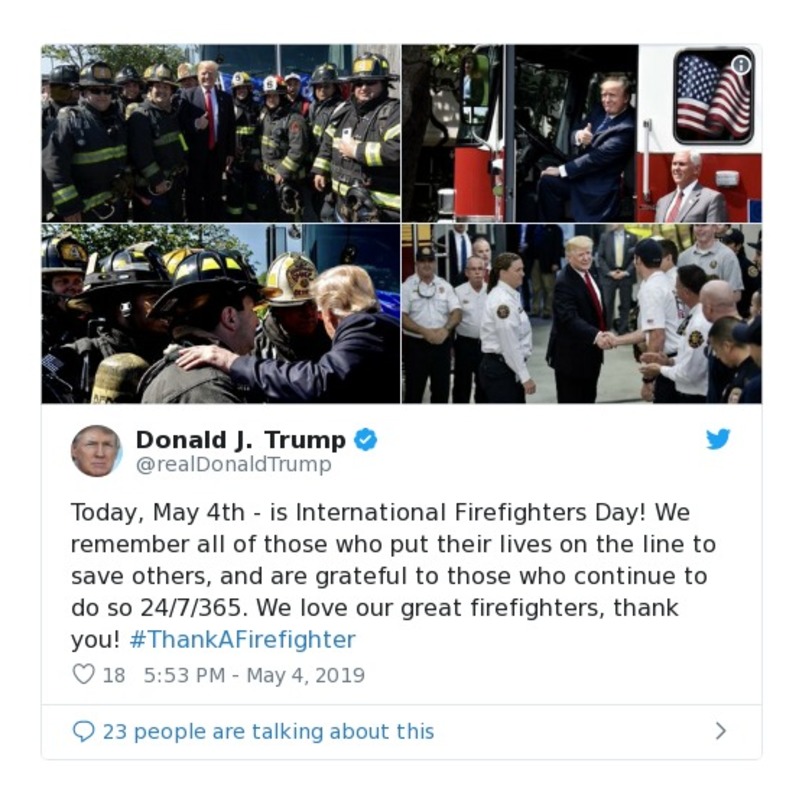 Donald J. Trump
@realDonaldTrump
Today, May 4th - is International Firefighters Day! We
remember all of those who put their lives on the line to
save others, and are grateful to those who continue to
do so 24/7/365. We love our great firefighters, thank
you! #ThankAFirefighter
18 5:53 PM - May 4, 2019
23 people are talking about this